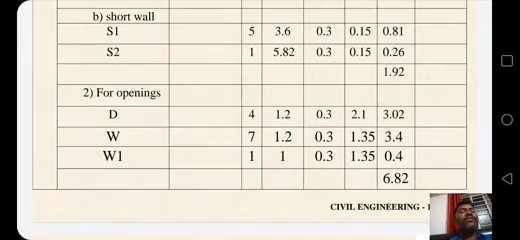 b) short wall
S1 5 3.6 0.3 0.15 0.81
S2 1 5.82 0.3 0.15 0.26
1.92
2) For openings
D 4 1.2 0.3 2.1 3.02
W 7 1.2 0.3 1.35 3.4
W1 1 1 0.3 1.35 0.4
6.82
CIVIL ENGINEERING -